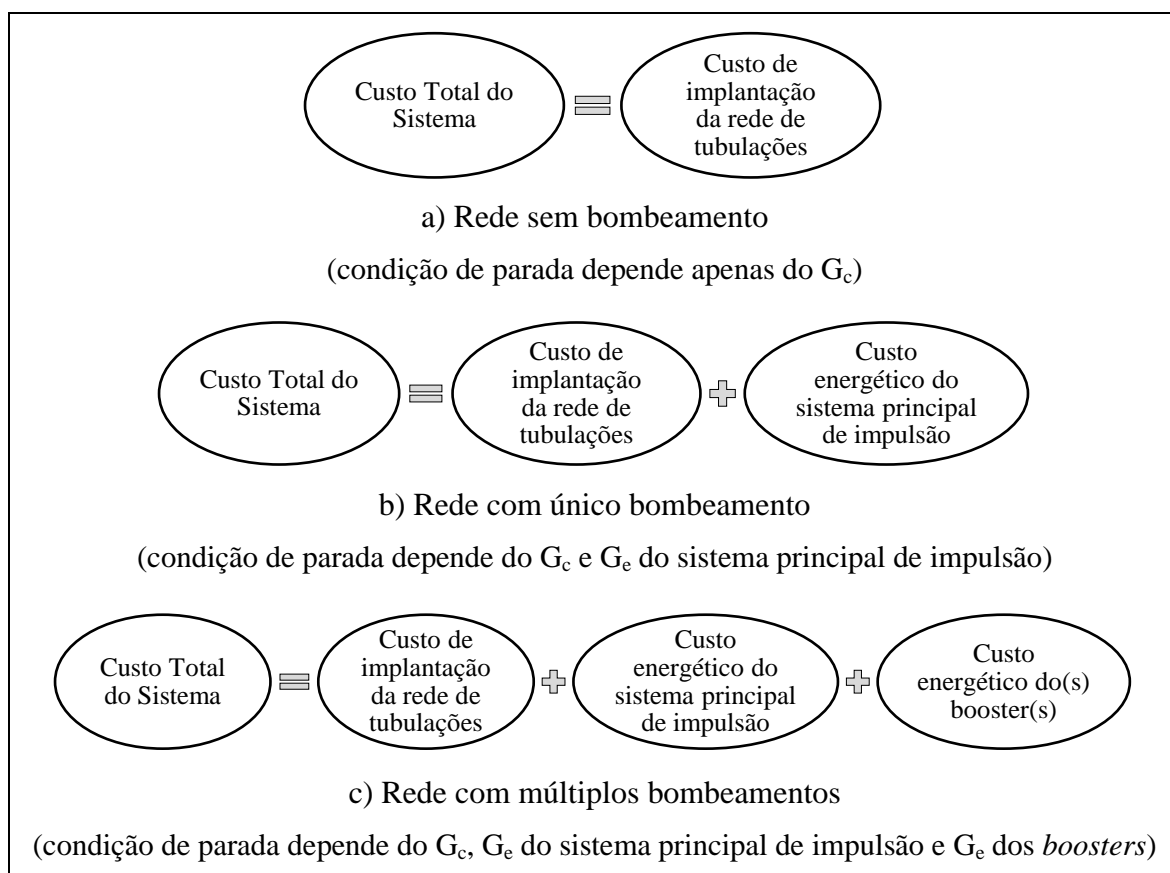 Custo Total do
Sistema
Custo de
implantação
da rede de
tubulações
a) Rede sem bombeamento
(condição de parada depende apenas do Gc)
Custo Total do
Sistema
Custo de
implantação
da rede de
tubulações
Custo
energético do
sistema principal
de impulsão
b) Rede com único bombeamento
(condição de parada depende do Gc e Ge do sistema principal de impulsão)
Custo Total
do Sistema
Custo de
implantação
da rede de
tubulações
Custo
energético do
sistema principal
de impulsão
Custo
energético do(s)
booster(s)
c) Rede com múltiplos bombeamentos
(condição de parada depende do Gc, Ge do sistema principal de impulsão e Ge dos boosters)